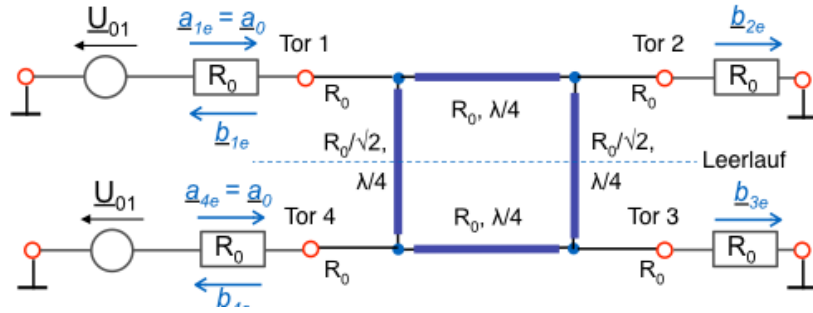 U01 a1e = a0 Tor 1 Tor 2 b2e
R0 R0 R0 R0
b1e R0, λ/4
R0/√2, R0/√2,
Leerlauf
λ/4 λ/4
U01 a4e = a0 b3e
Tor 4 R0, λ/4 Tor 3
R0 R0 R0 R0
b4e